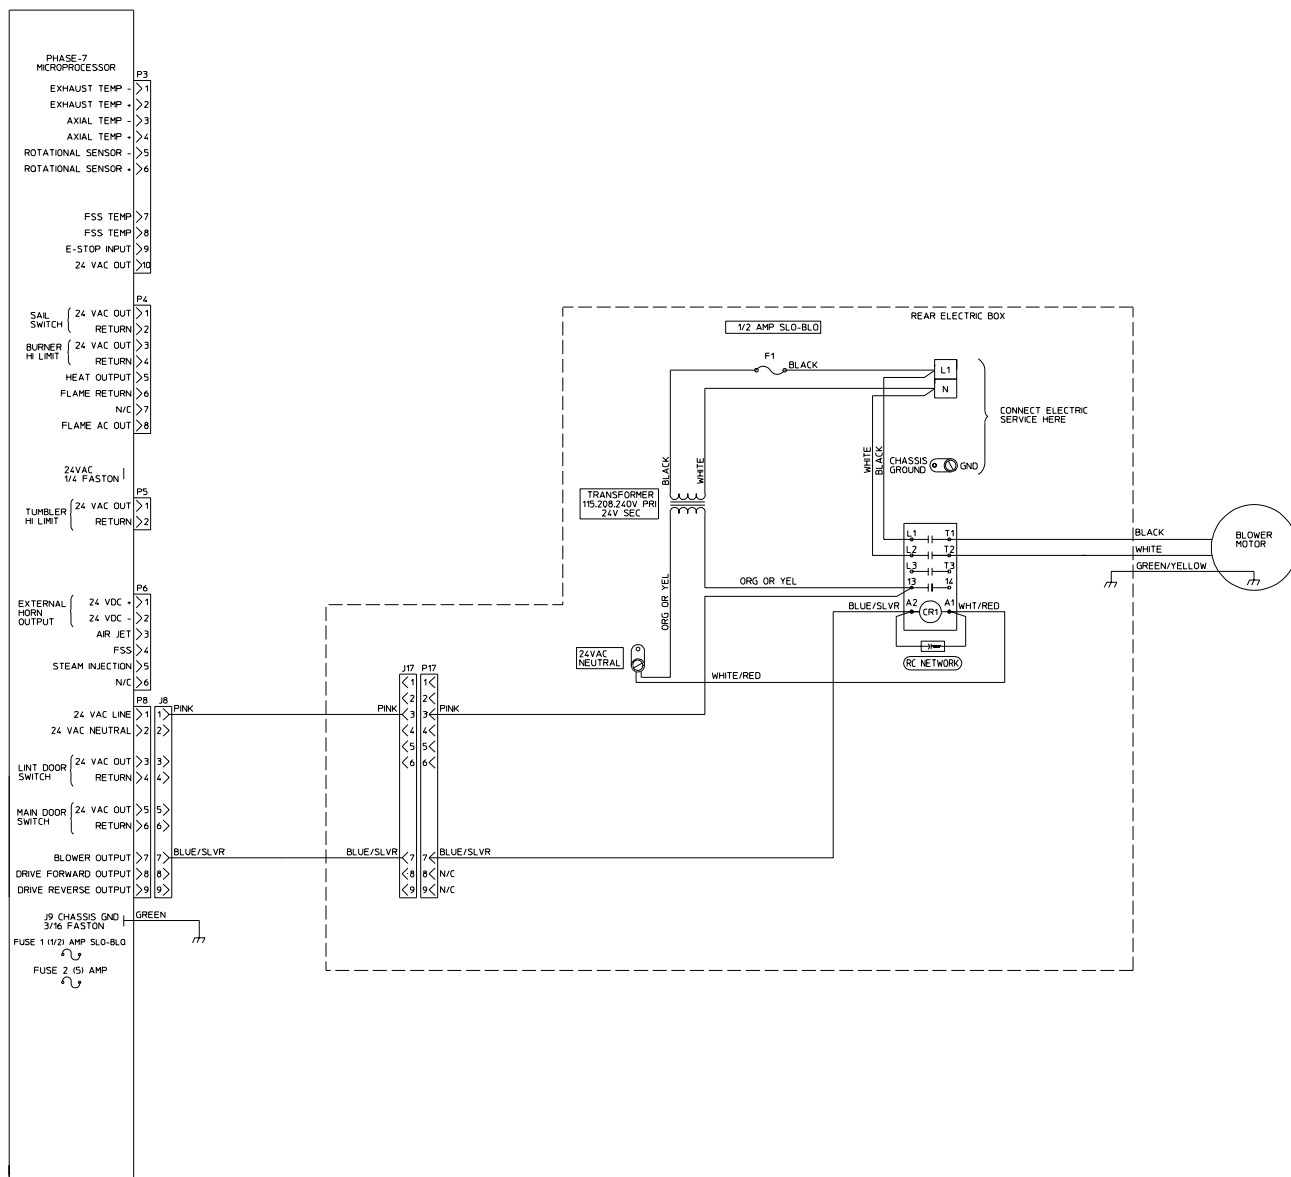 PHASE-7
MICROPROCESSOR
P3
EXHAUST TEMP - 1
EXHAUST TEMP + 2
AXIAL TEMP - 3
AXIAL TEMP + 4
ROTATIONAL SENSOR - 5
ROTATIONAL SENSOR + 6
FSS TEMP 7
FSS TEMP 8
E-STOP INPUT 9
24 VAC OUT 10
P4
SAIL
SWITCH
24 VAC OUT 1
RETURN 2
BURNER
HI LIMIT
24 VAC OUT 3
RETURN 4
HEAT OUTPUT 5
FLAME RETURN 6
N/C 7
FLAME AC OUT 8
24VAC
1/4 FASTON
P5
TUMBLER
HI LIMIT
24 VAC OUT 1
RETURN 2
P6
EXTERNAL
HORN
OUTPUT
24 VDC + 1
24 VDC - 2
AIR JET 3
FSS 4
STEAM INJECTION 5
N/C 6
P8 J8
24 VAC LINE 1 1 PINK
24 VAC NEUTRAL 2 2
LINT DOOR
SWITCH
24 VAC OUT 3 3
RETURN 4 4
MAIN DOOR
SWITCH
24 VAC OUT 5 5
RETURN 6 6
BLOWER OUTPUT 7 7 BLUE/SLVR
DRIVE FORWARD OUTPUT 8 8
DRIVE REVERSE OUTPUT 9 9
J9 CHASSIS GND
3/16 FASTON
GREEN
FUSE 1 (1/2) AMP SLO-BLO
FUSE 2 (5) AMP
J17 P17
1 1
2 2
PINK 3 3 PINK
4 4
5 5
6 6
BLUE/SLVR 7 7 BLUE/SLVR
8 8 N/C
9 9 N/C
REAR ELECTRIC BOX
1/2 AMP SLO-BLO
F1
BLACK
L1
N
CONNECT ELECTRIC
SERVICE HERE
CHASSIS
GROUND
GND
BLACK
WHITE
WHITE
BLACK
TRANSFORMER
115,208,240V PRI
24V SEC
ORG OR YEL
ORG OR YEL
L1 T1
L2 T2
L3 T3
13 14
BLUE/SLVR A2 CR1 A1 WHT/RED
RC NETWORK
24VAC
NEUTRAL
WHITE/RED
BLACK
WHITE
GREEN/YELLOW
BLOWER
MOTOR